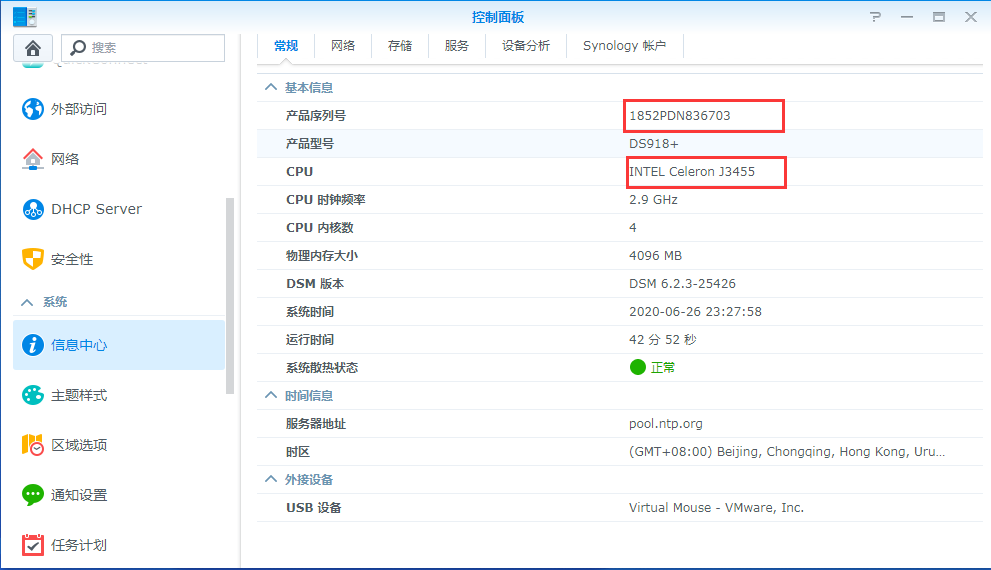 控制面板
搜索
常规 网络 存储 服务 设备分析 Synology 帐户
外部访问
网络
DHCP Server
安全性
系统
信息中心
主题样式
区域选项
通知设置
任务计划
基本信息
产品序列号 1852PDN836703
产品型号 DS918+
CPU INTEL Celeron J3455
CPU 时钟频率 2.9 GHz
CPU 内核数 4
物理内存大小 4096 MB
DSM 版本 DSM 6.2.3-25426
系统时间 2020-06-26 23:27:58
运行时间 42 分 52 秒
系统散热状态 正常
时间信息
服务器地址 pool.ntp.org
时区 (GMT+08:00) Beijing, Chongqing, Hong Kong, Uru...
外接设备
USB 设备 Virtual Mouse - VMware, Inc.